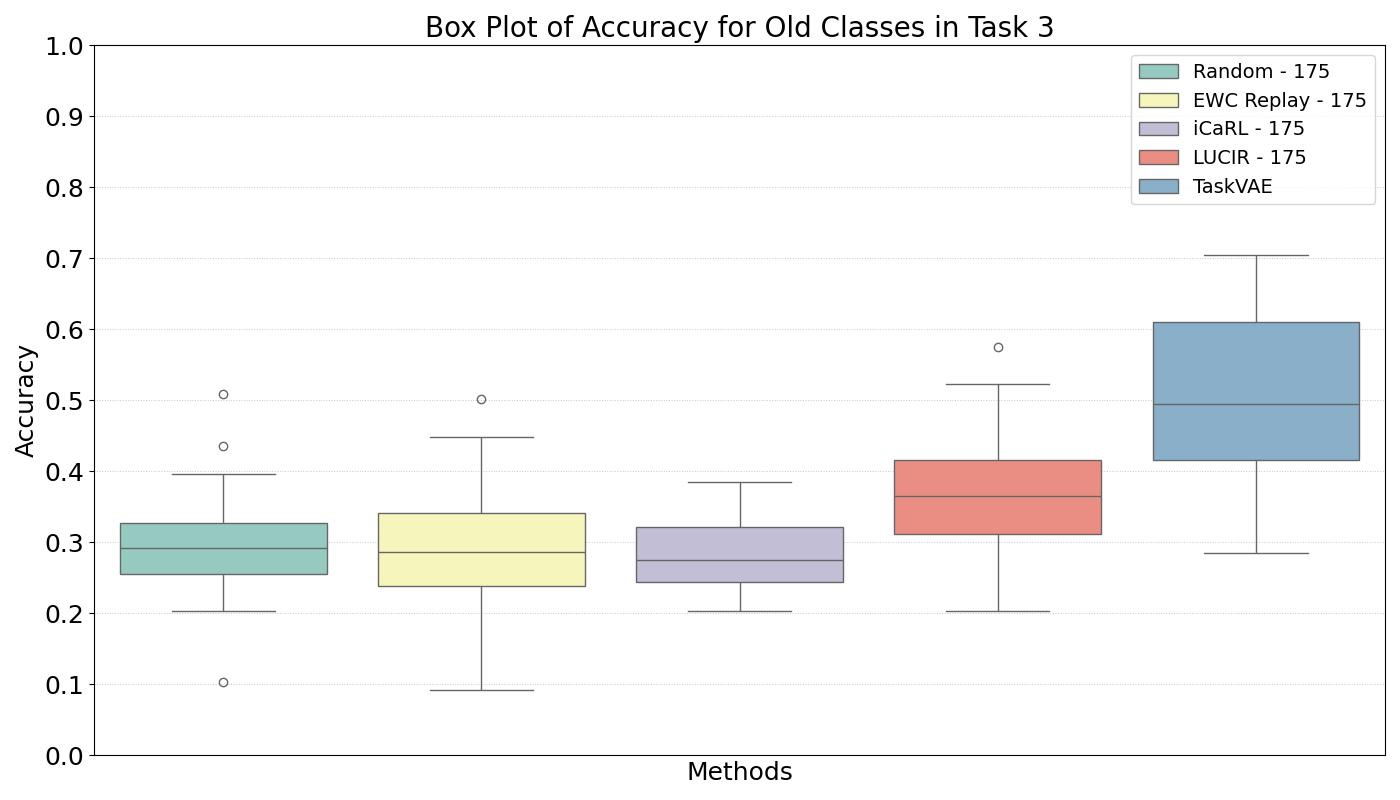 Box Plot of Accuracy for Old Classes in Task 3
1.0
0.9
0.8
0.7
0.6
0.5
0.4
0.3
0.2
0.1
0.0
Accuracy
Methods
Random - 175
EWC Replay - 175
iCaRL - 175
LUCIR - 175
TaskVAE